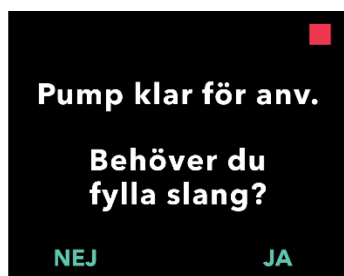 Pump klar för anv.
Behöver du
fylla slang?
NEJ JA